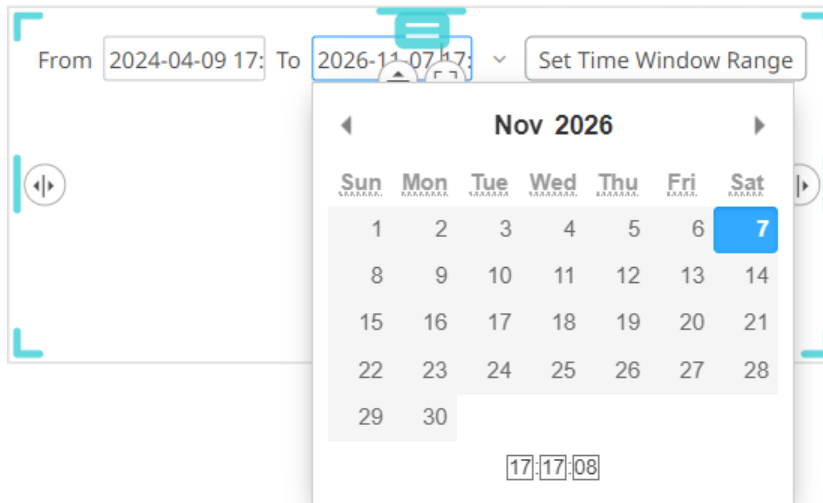 From 2024-04-09 17: To 2026-11-07 17: Set Time Window Range
Nov 2026
Sun Mon Tue Wed Thu Fri Sat
1 2 3 4 5 6 7
8 9 10 11 12 13 14
15 16 17 18 19 20 21
22 23 24 25 26 27 28
29 30
17:17:08